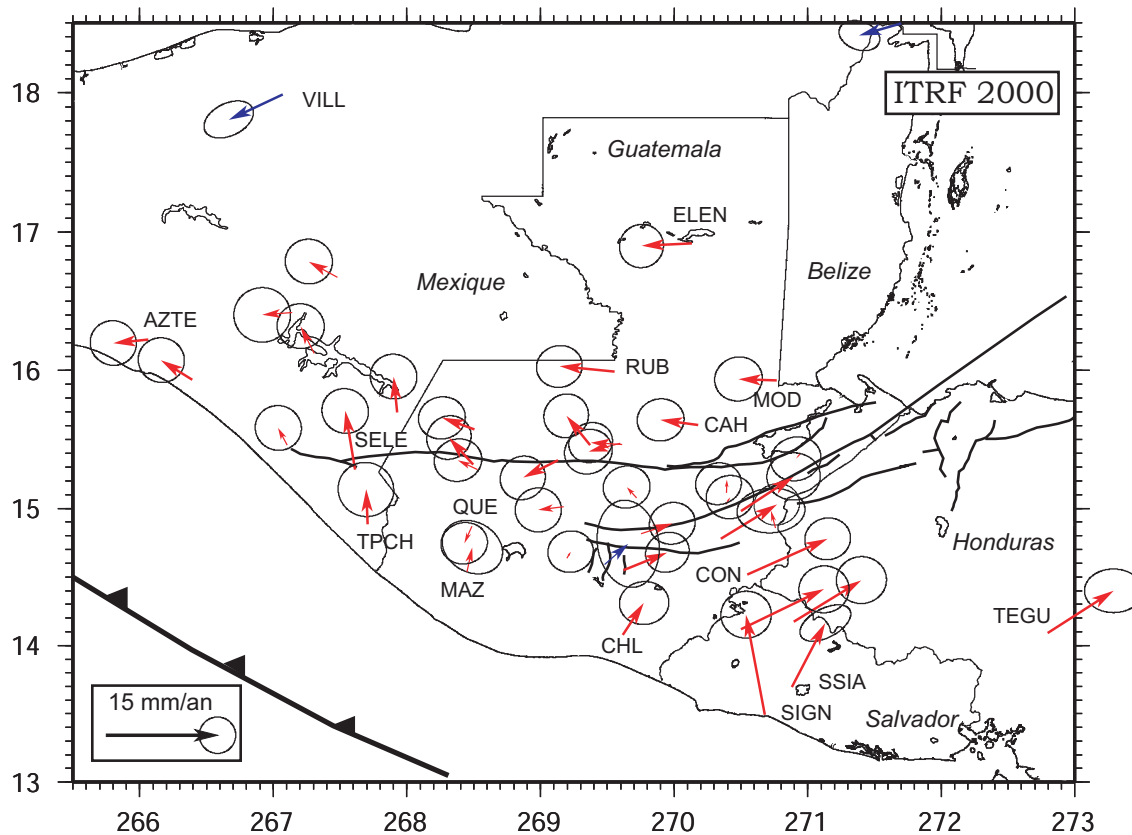 18
ITRF 2000
VILL
Guatemala
17
ELEN
Mexique
Belize
16
AZTE
RUB
MOD
CAH
SELE
15
QUE
TPCH
MAZ
CON
Honduras
14
CHL
TEGU
SSIA
SIGN
Salvador
15 mm/an
13
266 267 268 269 270 271 272 273